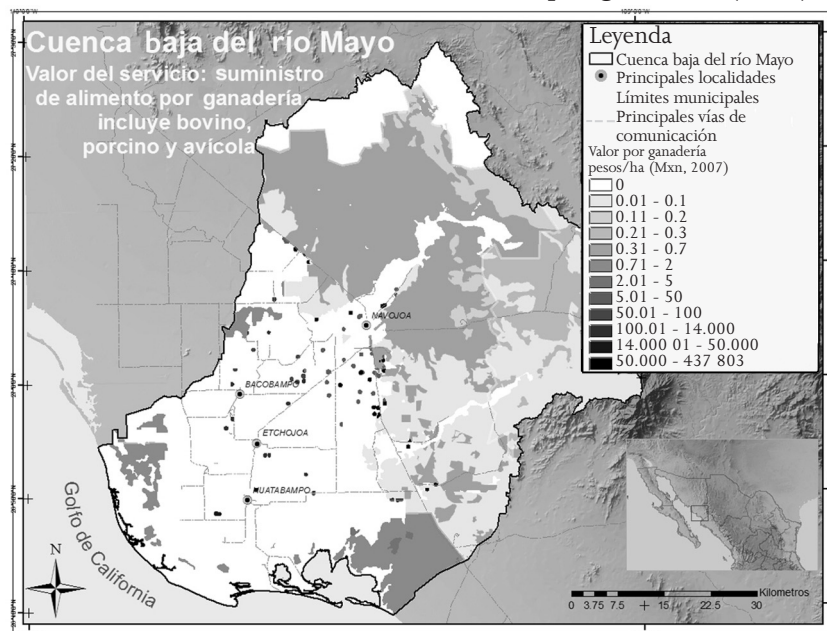 Cuenca baja del río Mayo
Valor del servicio: suministro
de alimento por ganadería
incluye bovino,
porcino y avícola
Leyenda
Cuenca baja del río Mayo
Principales localidades
Límites municipales
Principales vías de
comunicación
Valor por ganadería
pesos/ha (Mxn, 2007)
0
0.01 - 0.1
0.11 - 0.2
0.21 - 0.3
0.31 - 0.7
0.71 - 2
2.01 - 5
5.01 - 50
50.01 - 100
100.01 - 14.000
14.000 01 - 50.000
50.000 - 437 803
NAVOJOA
BACOBAMPO
ETCHOJOA
HUATABAMPO
Golfo de California
N
Kilometros
0 3.75 7.5 15 22.5 30